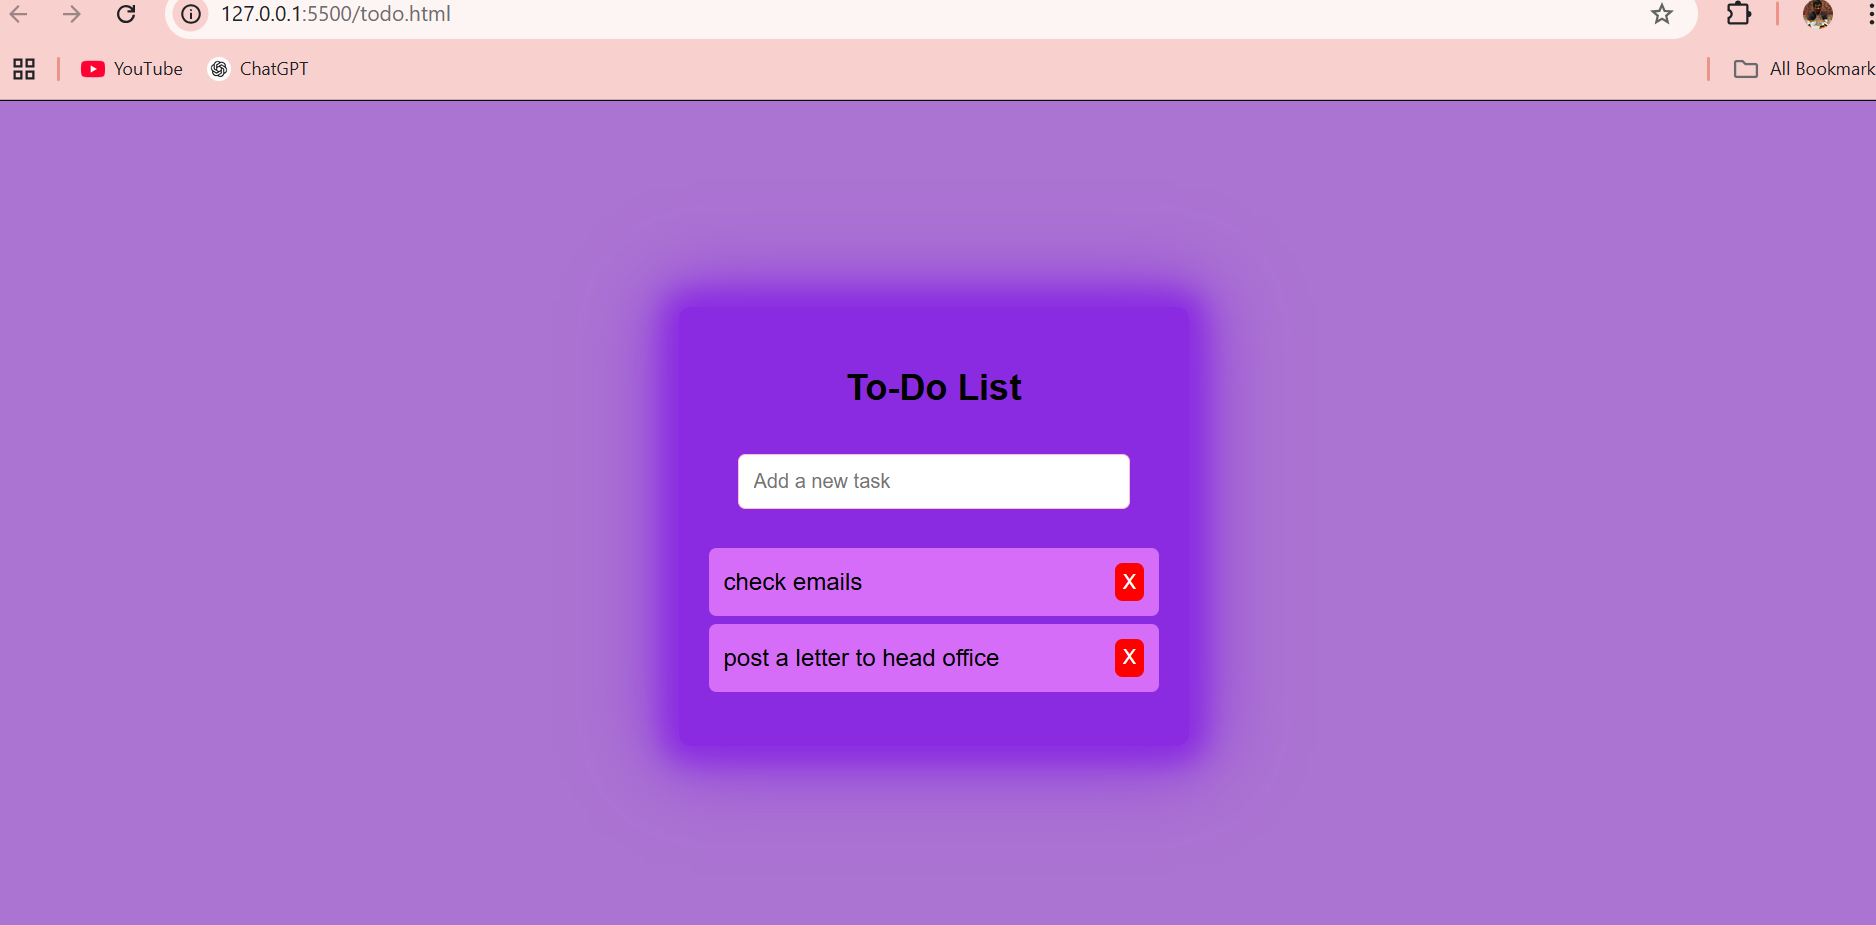 127.0.0.1:5500/todo.html
YouTube
ChatGPT
All Bookmark
To-Do List
Add a new task
check emails
X
post a letter to head office
X